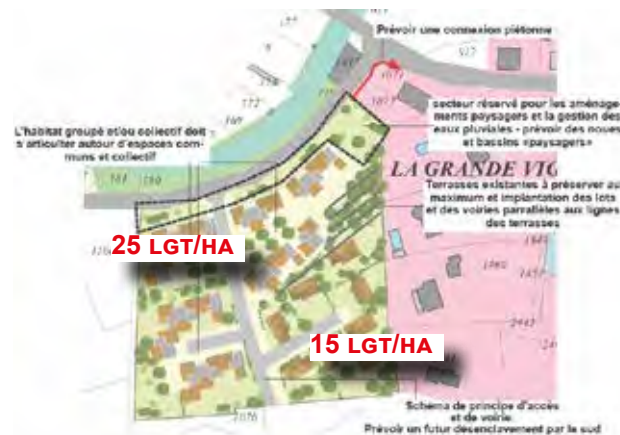 Prévoir une connexion piétonne
secteur réservé pour les aménage
ments paysagers et la gestion des
eaux pluviales - prévoir des noues
et bassins «paysagers»
L'habitat groupé et/ou collectif doit
s'articuler autour d'espaces com-
muns et collectif
LA GRANDE VIG
Terrasses existantes à préserver au
maximum et implantation des lots
et des voiries parrallèles aux lignes
des terrasses
25 LGT/HA
15 LGT/HA
Schéma de principe d'accès
et de voirie.
Prévoir un futur désenclavement par le sud